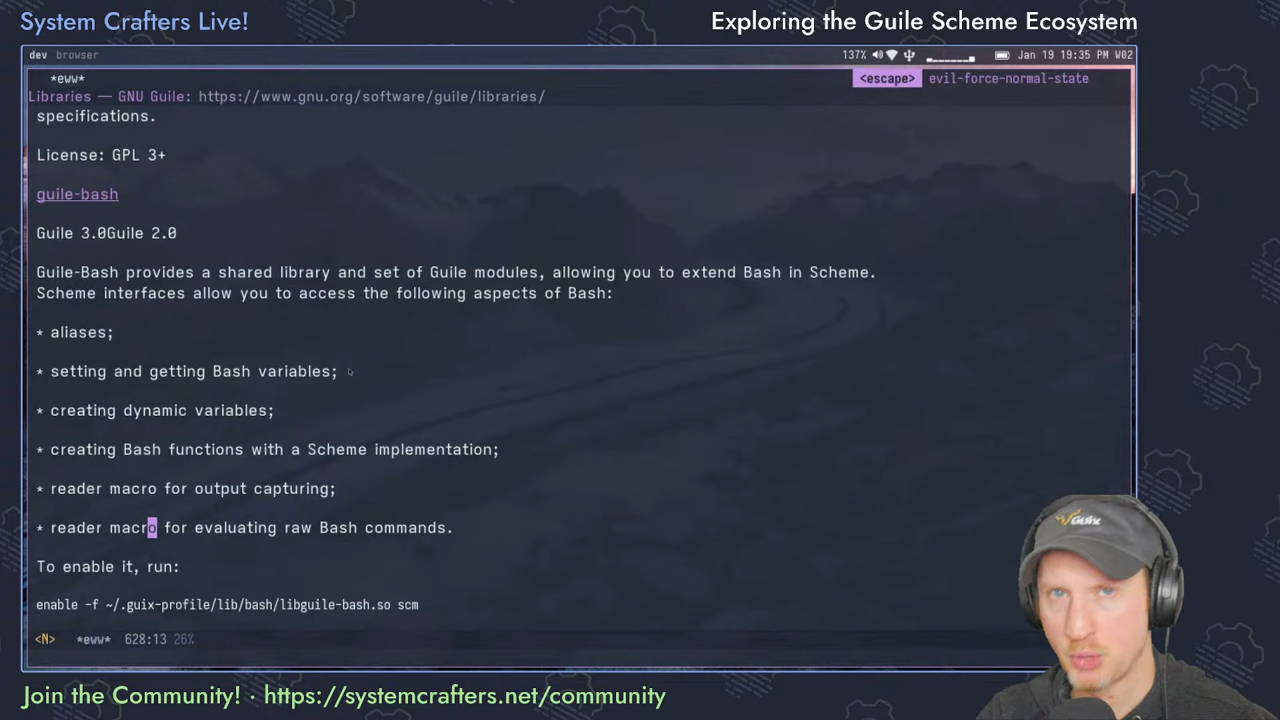 System Crafters Live!
Exploring the Guile Scheme Ecosystem
dev browser
137% Jan 19 19:35 PM W02
*eww*
<escape> evil-force-normal-state
Libraries — GNU Guile: https://www.gnu.org/software/guile/libraries/
specifications.
License: GPL 3+
guile-bash
Guile 3.0Guile 2.0
Guile-Bash provides a shared library and set of Guile modules, allowing you to extend Bash in Scheme.
Scheme interfaces allow you to access the following aspects of Bash:
* aliases;
* setting and getting Bash variables;
* creating dynamic variables;
* creating Bash functions with a Scheme implementation;
* reader macro for output capturing;
* reader macro for evaluating raw Bash commands.
To enable it, run:
enable -f ~/.guix-profile/lib/bash/libguile-bash.so scm
<N> *eww* 628:13 26%
Guix
Join the Community! · https://systemcrafters.net/community